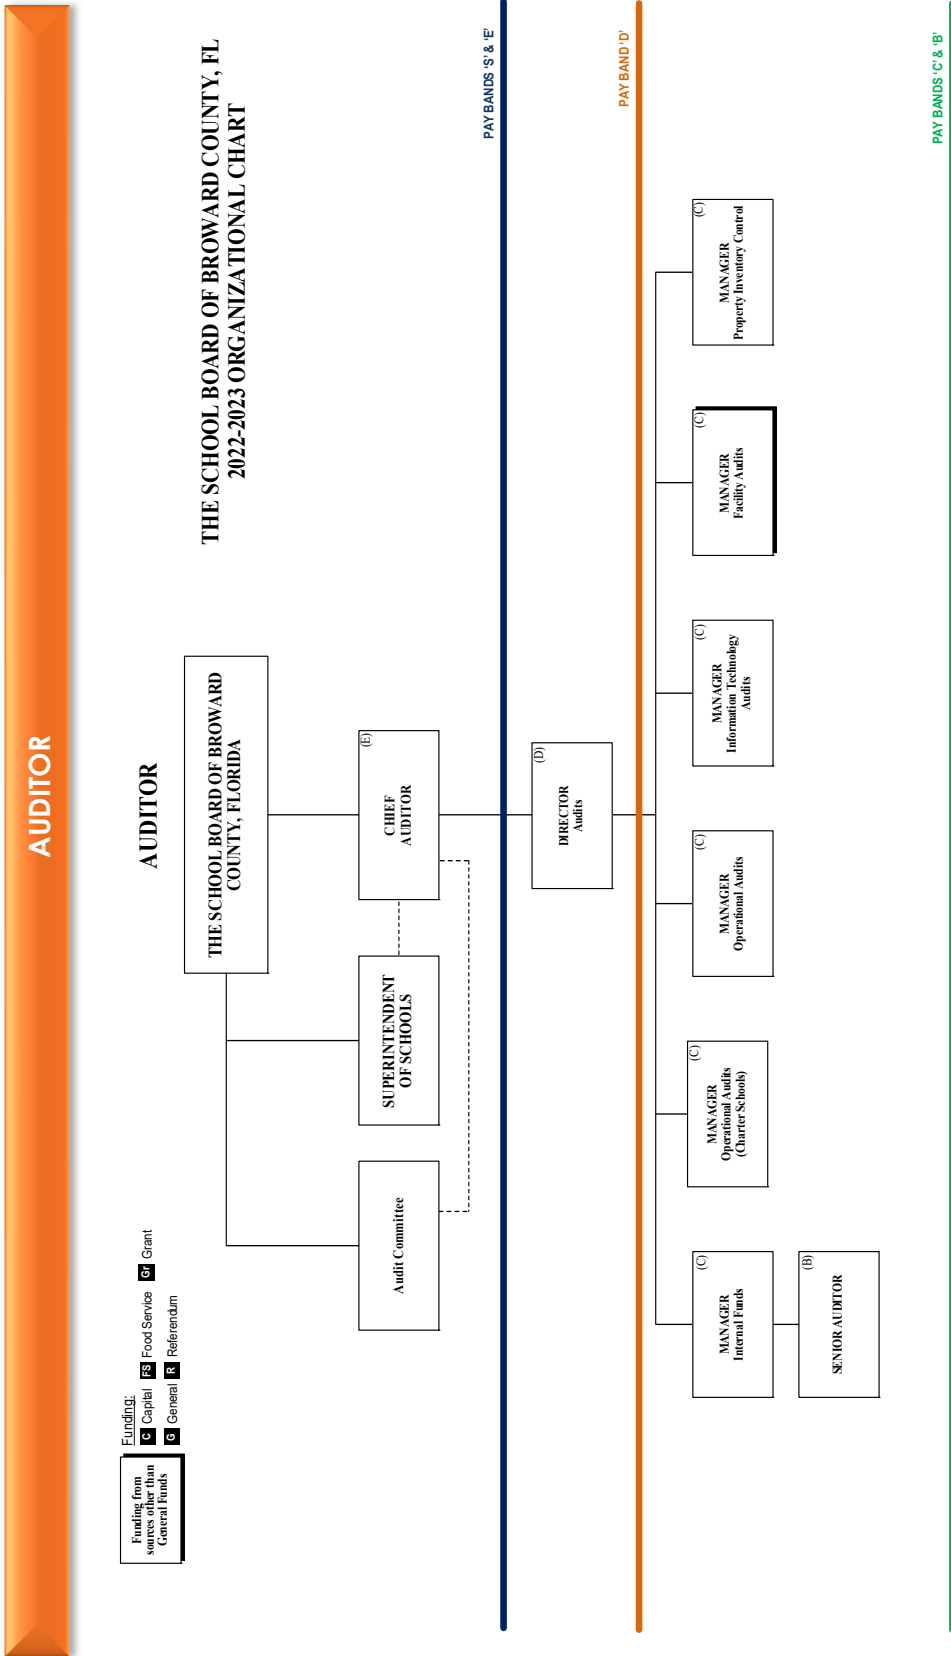 AUDITOR
AUDITOR
THE SCHOOL BOARD OF BROWARD COUNTY, FL
2022-2023 ORGANIZATIONAL CHART
Funding from
sources other than
General Funds
Funding:
C Capital FS Food Service Gr Grant
G General R Referendum
THE SCHOOL BOARD OF BROWARD
COUNTY, FLORIDA
Audit Committee
SUPERINTENDENT
OF SCHOOLS
(E)
CHIEF
AUDITOR
PAY BANDS ‘S’ & ‘E’
(D)
DIRECTOR
Audits
PAY BAND ‘D’
(C)
MANAGER
Internal Funds
(C)
MANAGER
Operational Audits
(Charter Schools)
(C)
MANAGER
Operational Audits
(C)
MANAGER
Information Technology
Audits
(C)
MANAGER
Facility Audits
(C)
MANAGER
Property Inventory Control
(B)
SENIOR AUDITOR
PAY BANDS ‘C’ & ‘B’